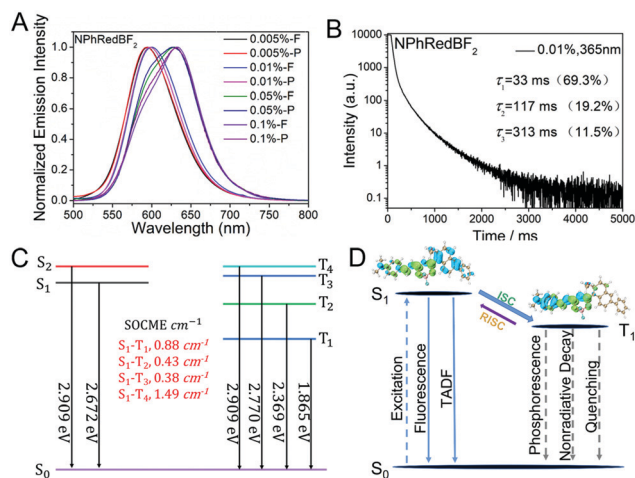 A
NPhRedBF2
0.005%-F
0.005%-P
0.01%-F
0.01%-P
0.05%-F
0.05%-P
0.1%-F
0.1%-P
Normalized Emission Intensity
1.0
0.8
0.6
0.4
0.2
0.0
500 550 600 650 700 750 800
Wavelength (nm)
B
NPhRedBF2
0.01%,365nm
τ1=33 ms (69.3%)
τ2=117 ms (19.2%)
τ3=313 ms (11.5%)
Intensity (a.u.)
10000
1000
100
10
1
0.1
0 1000 2000 3000 4000 5000
Time / ms
C
S2
S1
T4
T3
T2
T1
SOCME cm⁻¹
S1-T1, 0.88 cm⁻¹
S1-T2, 0.43 cm⁻¹
S1-T3, 0.38 cm⁻¹
S1-T4, 1.49 cm⁻¹
2.909 eV
2.672 eV
2.909 eV
2.770 eV
2.369 eV
1.865 eV
S0
D
S1
ISC
RISC
T1
Excitation
Fluorescence
TADF
Phosphorescence
Nonradiative Decay
Quenching
S0